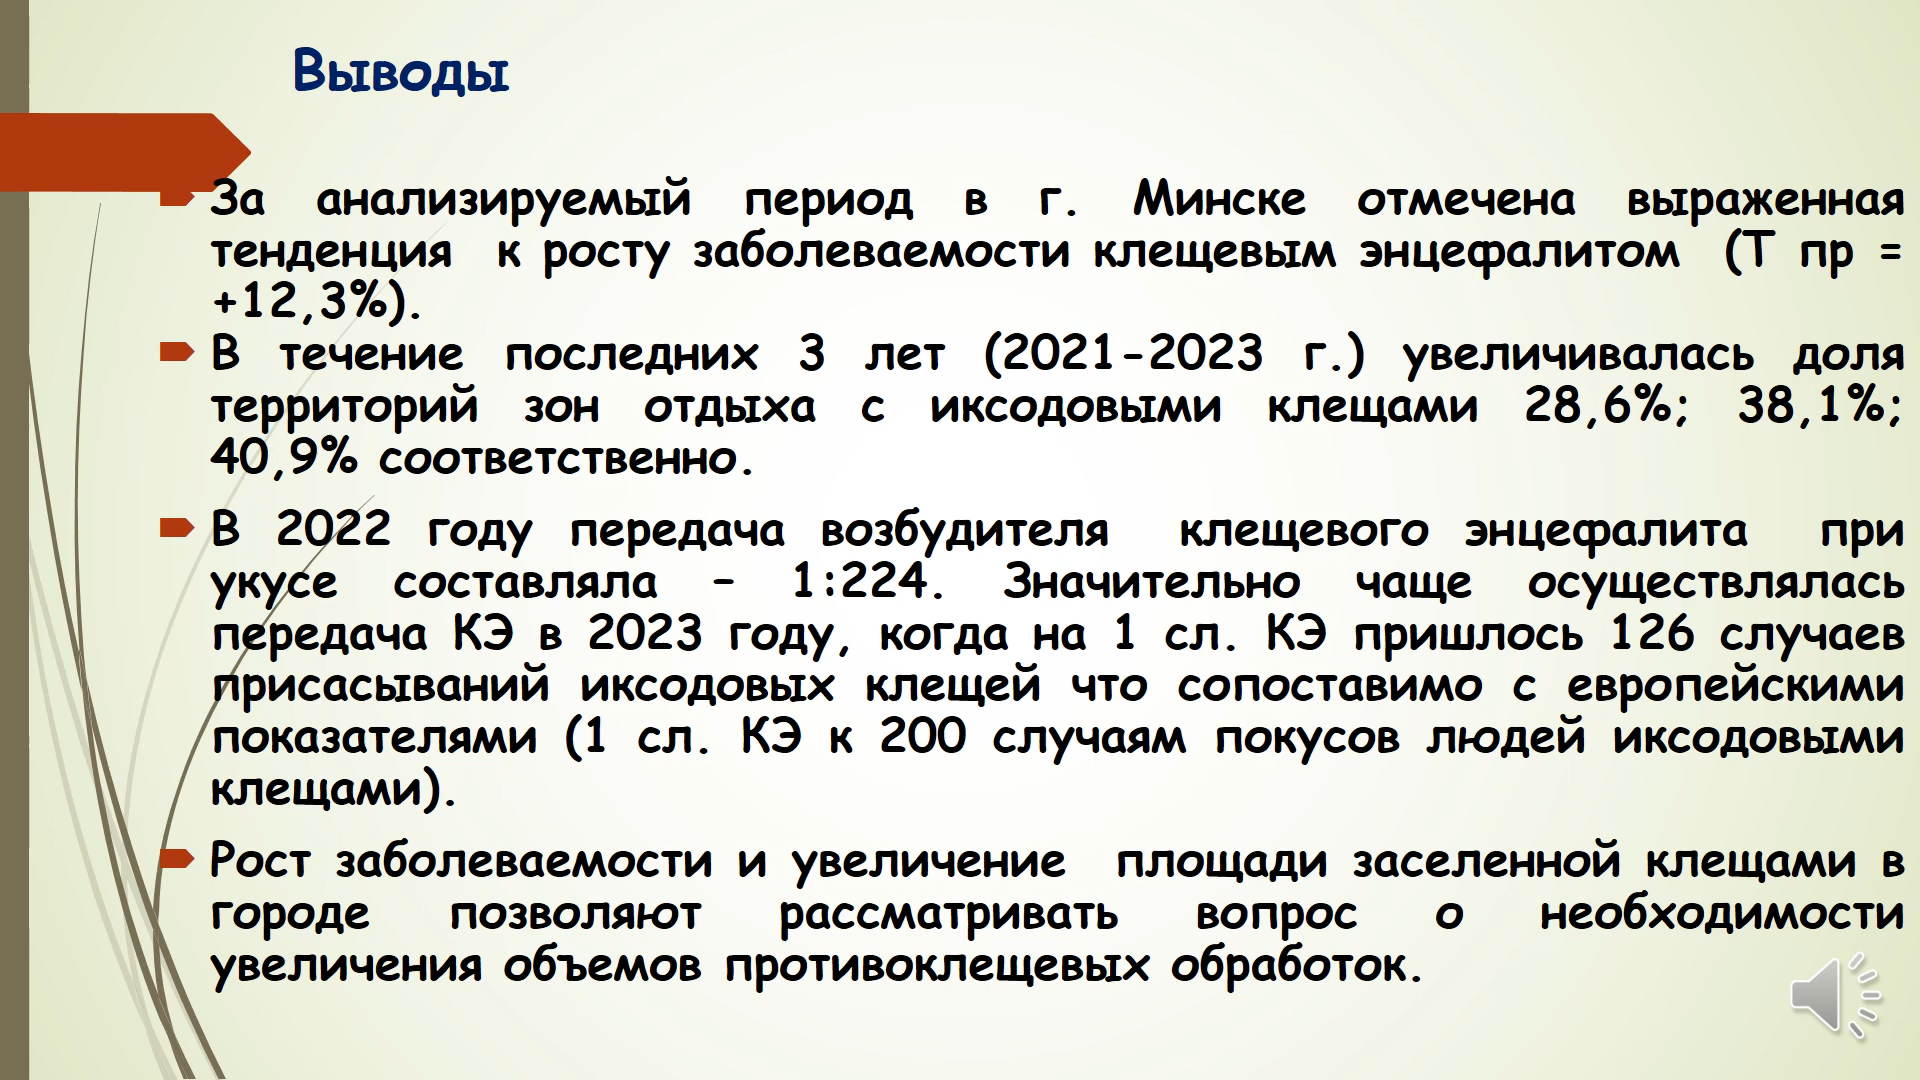 Выводы
За анализируемый период в г. Минске отмечена выраженная
тенденция к росту заболеваемости клещевым энцефалитом (Т пр =
+12,3%).
В течение последних 3 лет (2021-2023 г.) увеличивалась доля
территорий зон отдыха с иксодовыми клещами 28,6%; 38,1%;
40,9% соответственно.
В 2022 году передача возбудителя клещевого энцефалита при
укусе составляла – 1:224. Значительно чаще осуществлялась
передача КЭ в 2023 году, когда на 1 сл. КЭ пришлось 126 случаев
присасываний иксодовых клещей что сопоставимо с европейскими
показателями (1 сл. КЭ к 200 случаям покусов людей иксодовыми
клещами).
Рост заболеваемости и увеличение площади заселенной клещами в
городе позволяют рассматривать вопрос о необходимости
увеличения объемов противоклещевых обработок.